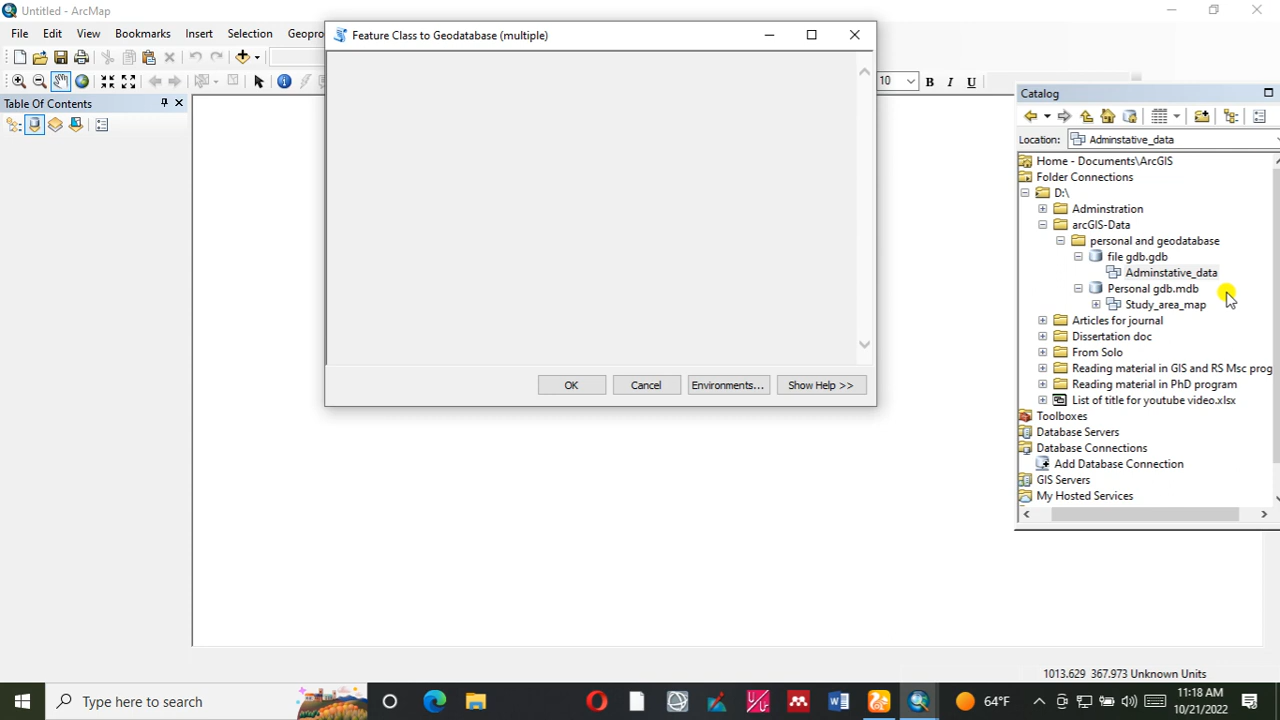 Untitled - ArcMap
File Edit View Bookmarks Insert Selection Geopro
Feature Class to Geodatabase (multiple)
10 B I U
Table Of Contents
OK Cancel Environments... Show Help >>
Catalog
Location: Adminstative_data
Home - Documents\ArcGIS
Folder Connections
D:\
Adminstration
arcGIS-Data
personal and geodatabase
file gdb.gdb
Adminstative_data
Personal gdb.mdb
Study_area_map
Articles for journal
Dissertation doc
From Solo
Reading material in GIS and RS Msc prog
Reading material in PhD program
List of title for youtube video.xlsx
Toolboxes
Database Servers
Database Connections
Add Database Connection
GIS Servers
My Hosted Services
1013.629 367.973 Unknown Units
Type here to search
64°F
11:18 AM
10/21/2022